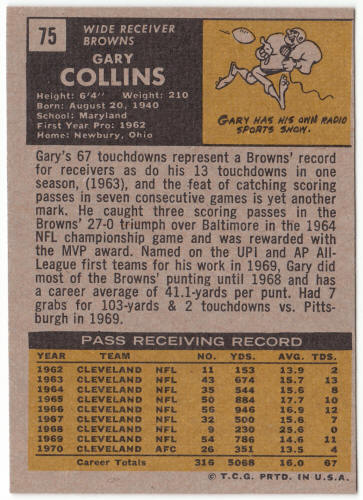 75
WIDE RECEIVER
BROWNS
GARY
COLLINS
Height: 6'4" Weight: 210
Born: August 20, 1940
School: Maryland
First Year Pro: 1962
Home: Newbury, Ohio
GARY HAS HIS OWN RADIO
SPORTS SHOW.
Gary's 67 touchdowns represent a Browns' record
for receivers as do his 13 touchdowns in one
season, (1963), and the feat of catching scoring
passes in seven consecutive games is yet another
mark. He caught three scoring passes in the
Browns' 27-0 triumph over Baltimore in the 1964
NFL championship game and was rewarded with
the MVP award. Named on the UPI and AP All-
League first teams for his work in 1969, Gary did
most of the Browns' punting until 1968 and has
a career average of 41.1-yards per punt. Had 7
grabs for 103-yards & 2 touchdowns vs. Pitts-
burgh in 1969.
PASS RECEIVING RECORD
YEAR TEAM NO. YDS. AVG. TDS.
1962 CLEVELAND NFL 11 153 13.9 2
1963 CLEVELAND NFL 43 674 15.7 13
1964 CLEVELAND NFL 35 544 15.5 8
1965 CLEVELAND NFL 50 884 17.7 10
1966 CLEVELAND NFL 56 946 16.9 12
1967 CLEVELAND NFL 32 500 15.6 7
1968 CLEVELAND NFL 9 230 25.6 0
1969 CLEVELAND NFL 54 786 14.6 11
1970 CLEVELAND AFC 26 351 13.5 4
Career Totals 316 5068 16.0 67
© T.C.G. PRTD. IN U.S.A.